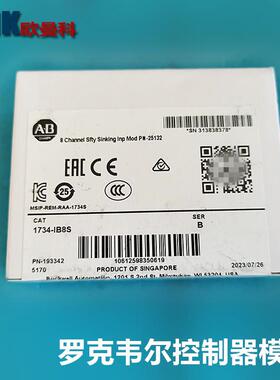 欧曼科
AB
8 Channel Sfty Sinking Inp Mod PN-25132
*SN 313838378*
EAC CE
25
MSIP-REM-RAA-1734S
CAT
SER
1734-IB8S
B
PN-193342
10612598350619
2023/07/26
5170
PRODUCT OF SINGAPORE
Rockwell Automation, 1201 S 2nd St, Milwaukee, WI 53204, USA
罗克韦尔控制器模